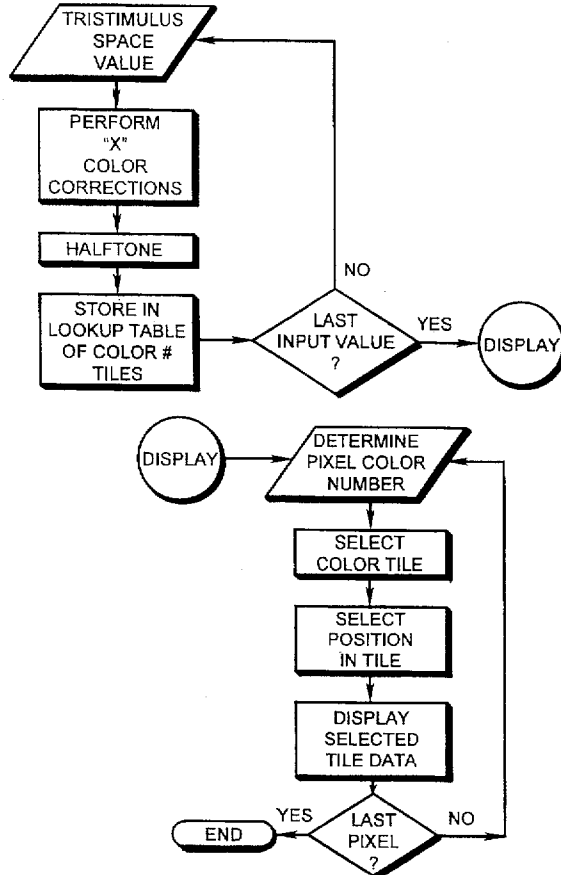 TRISTIMULUS
SPACE
VALUE
PERFORM
“X”
COLOR
CORRECTIONS
HALFTONE
STORE IN
LOOKUP TABLE
OF COLOR #
TILES
NO
LAST
INPUT VALUE
?
YES
DISPLAY
DISPLAY
DETERMINE
PIXEL COLOR
NUMBER
SELECT
COLOR TILE
SELECT
POSITION
IN TILE
DISPLAY
SELECTED
TILE DATA
LAST
PIXEL
?
YES
NO
END